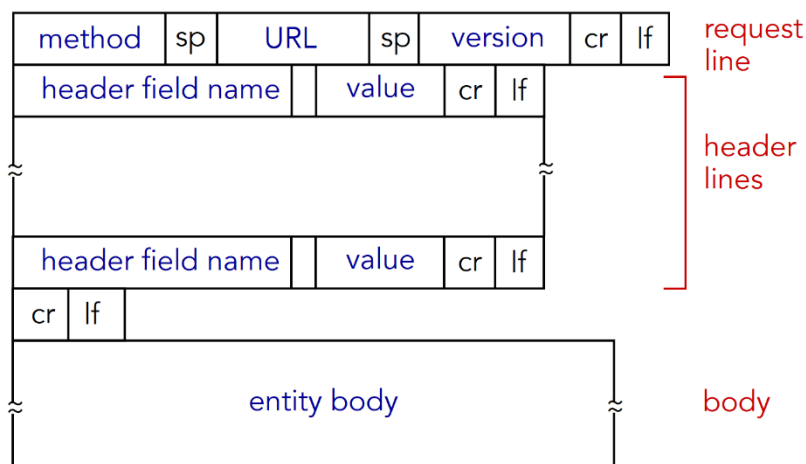 method sp URL sp version cr lf request line
header field name value cr lf
header lines
header field name value cr lf
cr lf
entity body body